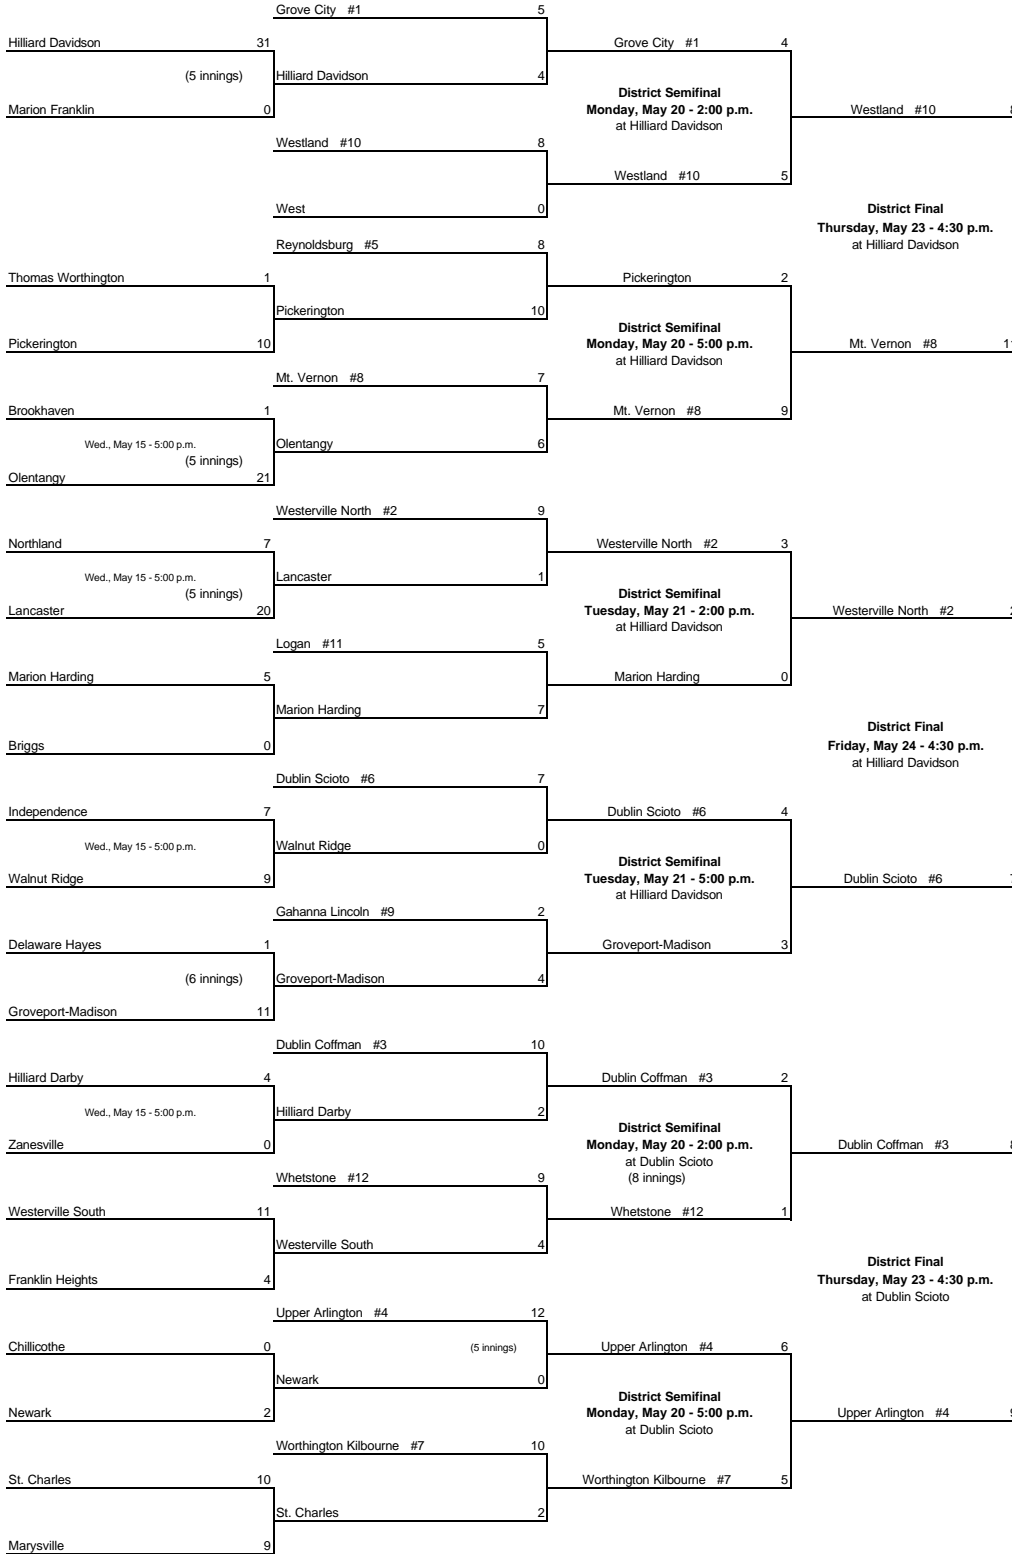 Grove City #1 5
Hilliard Davidson 31 Grove City #1 4
(5 innings) Hilliard Davidson 4
District Semifinal
Marion Franklin 0 Monday, May 20 - 2:00 p.m. Westland #10
at Hilliard Davidson
Westland #10 8
Westland #10 5
West 0 District Final
Thursday, May 23 - 4:30 p.m.
Reynoldsburg #5 8 at Hilliard Davidson
Thomas Worthington 1 Pickerington 2
Pickerington 10
District Semifinal
Pickerington 10 Monday, May 20 - 5:00 p.m. Mt. Vernon #8
at Hilliard Davidson
Mt. Vernon #8 7
Brookhaven 1 Mt. Vernon #8 9
Wed., May 15 - 5:00 p.m. Olentangy 6
(5 innings)
Olentangy 21
Westerville North #2 9
Northland 7 Westerville North #2 3
Wed., May 15 - 5:00 p.m. Lancaster 1
(5 innings) District Semifinal
Lancaster 20 Tuesday, May 21 - 2:00 p.m. Westerville North #2
at Hilliard Davidson
Logan #11 5
Marion Harding 5 Marion Harding 0
Marion Harding 7
District Final
Briggs 0 Friday, May 24 - 4:30 p.m.
at Hilliard Davidson
Dublin Scioto #6 7
Independence 7 Dublin Scioto #6 4
Wed., May 15 - 5:00 p.m. Walnut Ridge 0
District Semifinal
Walnut Ridge 9 Tuesday, May 21 - 5:00 p.m. Dublin Scioto #6
at Hilliard Davidson
Gahanna Lincoln #9 2
Delaware Hayes 1 Groveport-Madison 3
(6 innings) Groveport-Madison 4
Groveport-Madison 11
Dublin Coffman #3 10
Hilliard Darby 4 Dublin Coffman #3 2
Wed., May 15 - 5:00 p.m. Hilliard Darby 2
District Semifinal
Zanesville 0 Monday, May 20 - 2:00 p.m. Dublin Coffman #3
at Dublin Scioto
Whetstone #12 9 (8 innings)
Westerville South 11 Whetstone #12 1
Westerville South 4
District Final
Franklin Heights 4 Thursday, May 23 - 4:30 p.m.
at Dublin Scioto
Upper Arlington #4 12
Chillicothe 0 (5 innings) Upper Arlington #4 6
Newark 0
District Semifinal
Newark 2 Monday, May 20 - 5:00 p.m. Upper Arlington #4
at Dublin Scioto
Worthington Kilbourne #7 10
St. Charles 10 Worthington Kilbourne #7 5
St. Charles 2
Marysville 9